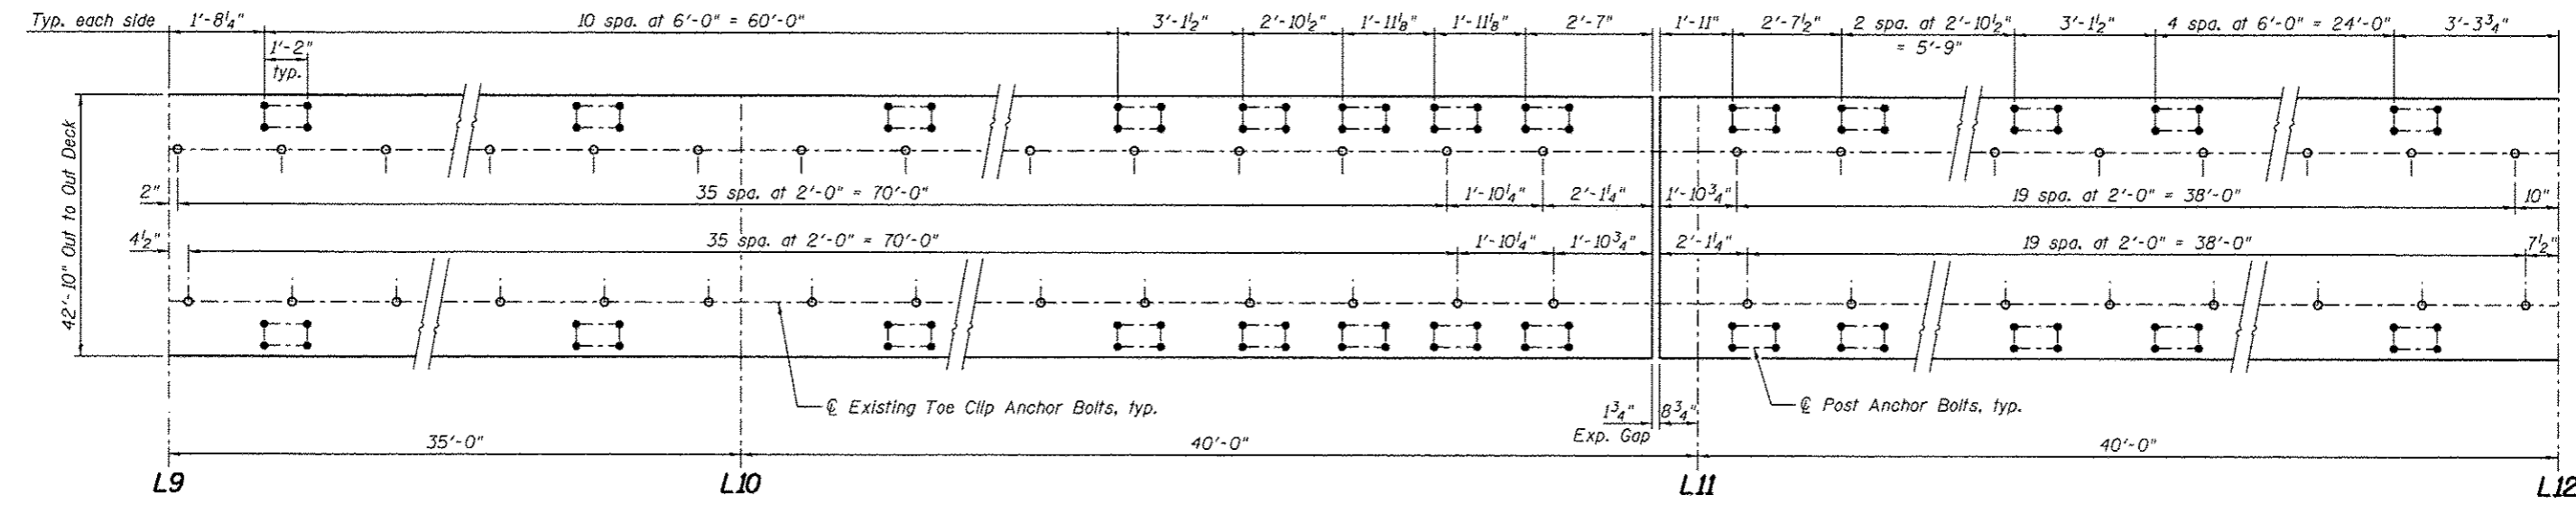 Typ. each side 1'-8¼" 10 spa. at 6'-0" = 60'-0" 3'-1½" 2'-10½" 1'-11⅛" 1'-11⅛" 2'-7" 1'-11" 2'-7½" 2 spa. at 2'-10½" 3'-1½" 4 spa. at 6'-0" = 24'-0" 3'-3¾"
= 5'-9"
1'-2"
typ.
42'-10" Out to Out Deck
2" 35 spa. at 2'-0" = 70'-0" 1'-10¼" 2'-1¼" 1'-10¾" 19 spa. at 2'-0" = 38'-0" 10"
4½" 35 spa. at 2'-0" = 70'-0" 1'-10¼" 1'-10¾" 2'-1¼" 19 spa. at 2'-0" = 38'-0" 7½"
℄ Existing Toe Clip Anchor Bolts, typ. 1¾" 8¾" ℄ Post Anchor Bolts, typ.
Exp. Gap
35'-0" 40'-0" 40'-0"
L9 L10 L11 L12